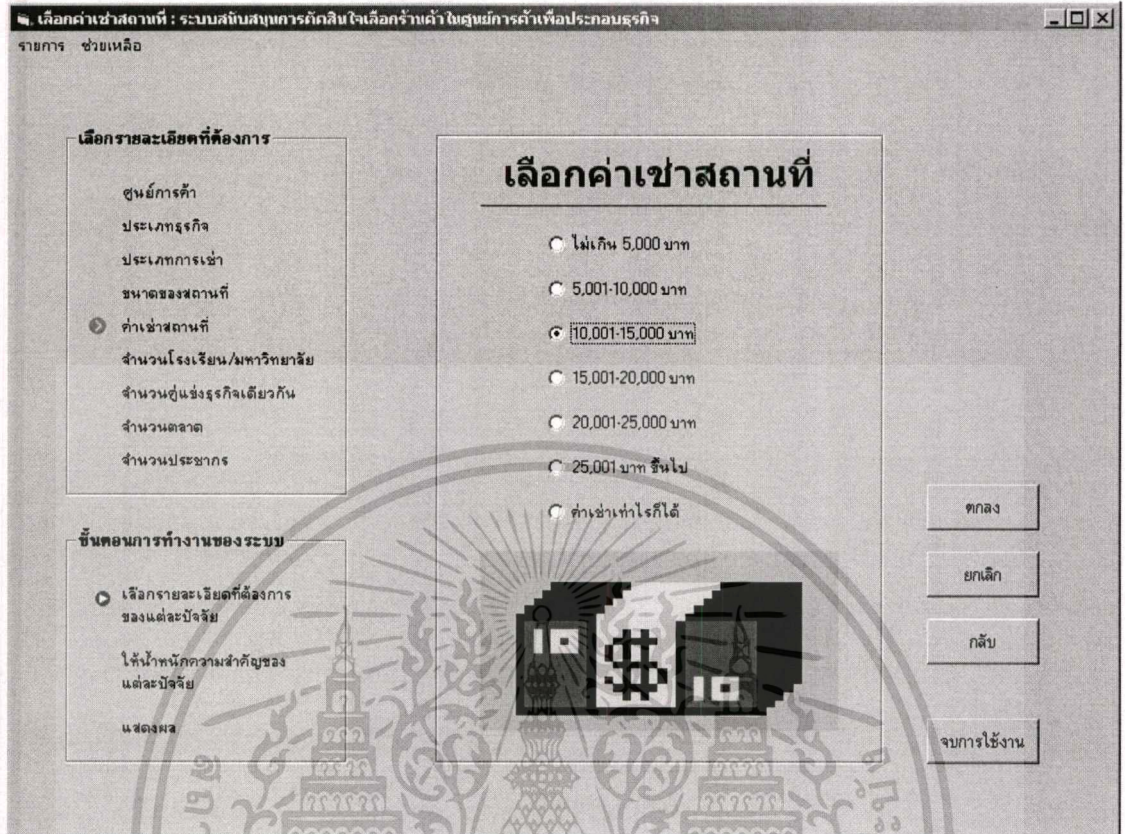 เลือกค่าเช่าสถานที่ : ระบบสนับสนุนการตัดสินใจเลือกร้านค้าในศูนย์การค้าเพื่อประกอบธุรกิจ
รายการ ช่วยเหลือ
เลือกรายละเอียดที่ต้องการ
ศูนย์การค้า
ประเภทธุรกิจ
ประเภทการเช่า
ขนาดของสถานที่
ค่าเช่าสถานที่
จำนวนโรงเรียน/มหาวิทยาลัย
จำนวนคู่แข่งธุรกิจเดียวกัน
จำนวนตลาด
จำนวนประชากร
ขั้นตอนการทำงานของระบบ
เลือกรายละเอียดที่ต้องการ
ของแต่ละปัจจัย
ให้น้ำหนักความสำคัญของ
แต่ละปัจจัย
แสดงผล
เลือกค่าเช่าสถานที่
ไม่เกิน 5,000 บาท
5,001-10,000 บาท
10,001-15,000 บาท
15,001-20,000 บาท
20,001-25,000 บาท
25,001 บาท ขึ้นไป
ค่าเช่าเท่าไรก็ได้
10
10
ตกลง
ยกเลิก
กลับ
จบการใช้งาน